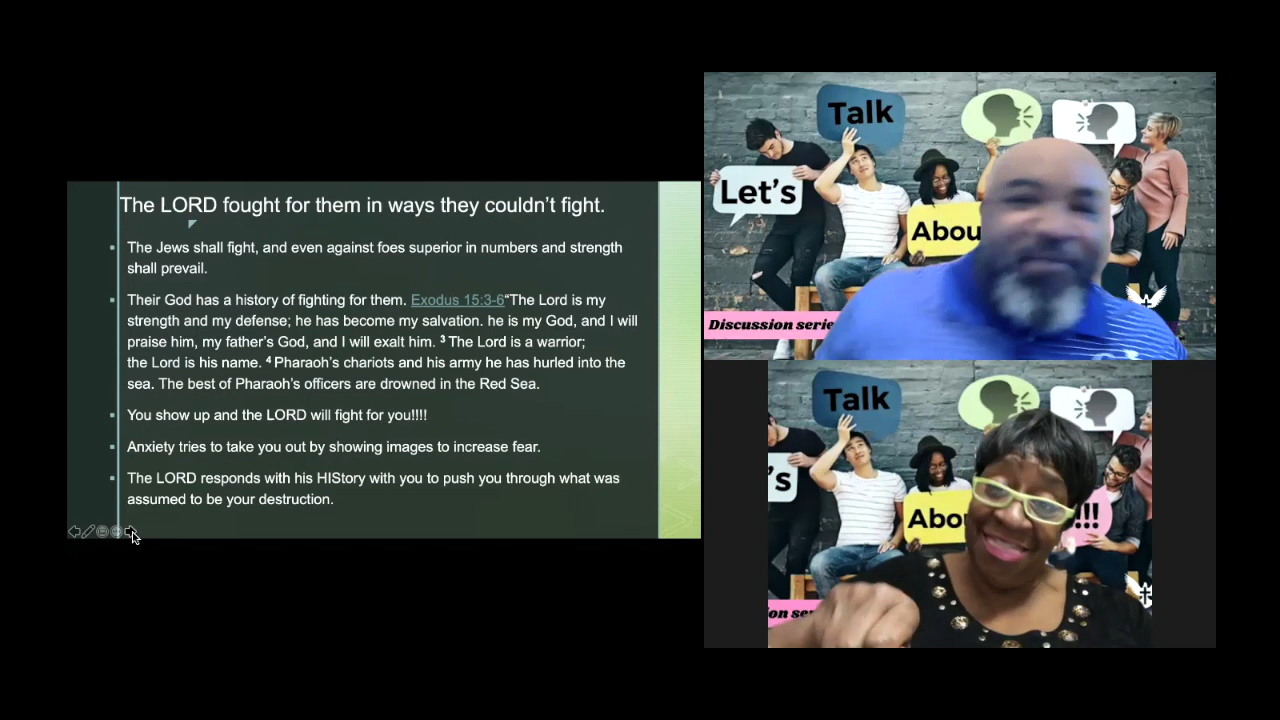 The LORD fought for them in ways they couldn't fight.
The Jews shall fight, and even against foes superior in numbers and strength
shall prevail.
Their God has a history of fighting for them. Exodus 15:3-6“The Lord is my
strength and my defense; he has become my salvation. he is my God, and I will
praise him, my father's God, and I will exalt him. ³ The Lord is a warrior;
the Lord is his name. ⁴ Pharaoh's chariots and his army he has hurled into the
sea. The best of Pharaoh's officers are drowned in the Red Sea.
You show up and the LORD will fight for you!!!!
Anxiety tries to take you out by showing images to increase fear.
The LORD responds with his HIStory with you to push you through what was
assumed to be your destruction.
Talk
Let's
Abou
Discussion serie
Talk
's
Abo
!!!
ion se